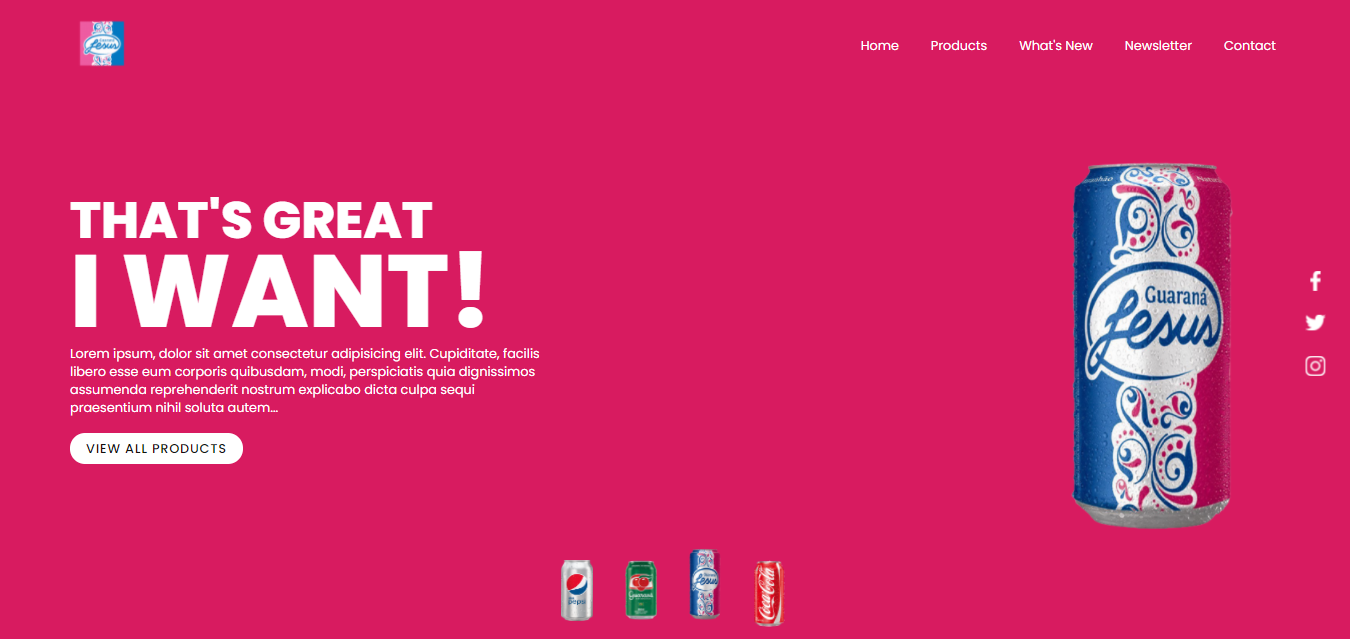 Guaraná
Jesus
Home Products What's New Newsletter Contact
THAT'S GREAT
I WANT!
Lorem ipsum, dolor sit amet consectetur adipisicing elit. Cupiditate, facilis
libero esse eum corporis quibusdam, modi, perspiciatis quia dignissimos
assumenda reprehenderit nostrum explicabo dicta culpa sequi
praesentium nihil soluta autem...
VIEW ALL PRODUCTS
Guaraná
Jesus
pepsi
Guaraná
Jesus
Coca-Cola